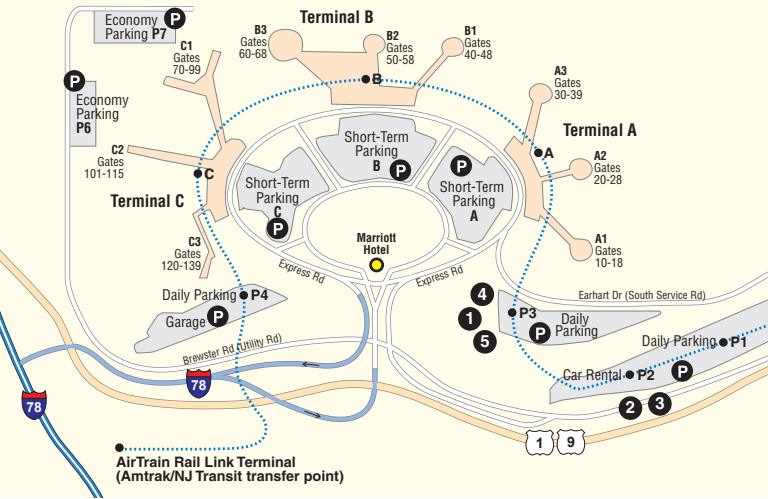 Economy
Parking P7
P
Terminal B
B3
Gates
60-68
B2
Gates
50-58
B1
Gates
40-48
C1
Gates
70-99
B
P
Economy
Parking
P6
A3
Gates
30-39
Terminal A
A
A2
Gates
20-28
A1
Gates
10-18
C2
Gates
101-115
C
Terminal C
C3
Gates
120-139
Short-Term
Parking
B
P
Short-Term
Parking
C
P
P
Short-Term
Parking
A
Marriott
Hotel
Express Rd
Express Rd
Daily Parking P4
Garage P
Brewster Rd (Utility Rd)
Earhart Dr (South Service Rd)
4
1
5
P3
Daily
Parking
P
Daily Parking P1
Car Rental P2
P
2
3
78
78
1
9
AirTrain Rail Link Terminal
(Amtrak/NJ Transit transfer point)